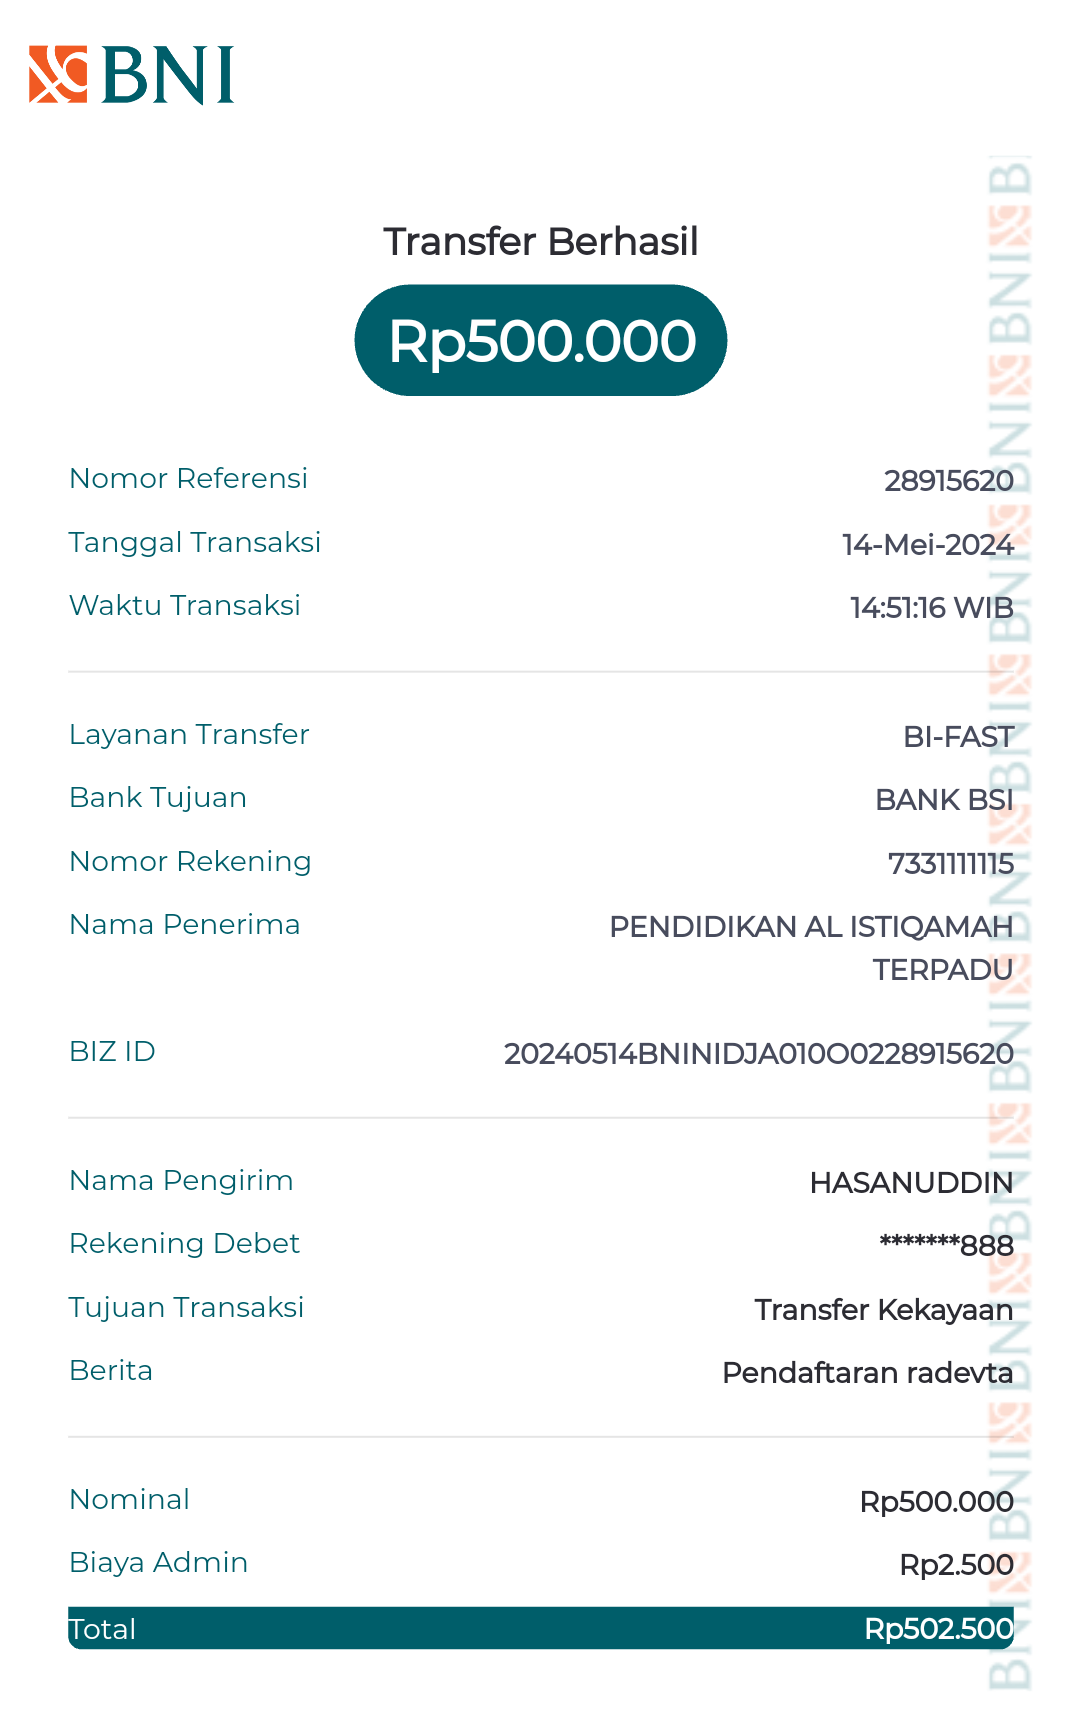 BNI
Transfer Berhasil
Rp500.000
Nomor Referensi 28915620
Tanggal Transaksi 14-Mei-2024
Waktu Transaksi 14:51:16 WIB
Layanan Transfer BI-FAST
Bank Tujuan BANK BSI
Nomor Rekening 7331111115
Nama Penerima PENDIDIKAN AL ISTIQAMAH
TERPADU
BIZ ID 20240514BNINIDJA010O0228915620
Nama Pengirim HASANUDDIN
Rekening Debet *******888
Tujuan Transaksi Transfer Kekayaan
Berita Pendaftaran radevta
Nominal Rp500.000
Biaya Admin Rp2.500
Total Rp502.500
BNI BNI BNI BNI BNI BNI BNI BNI BNI BNI B